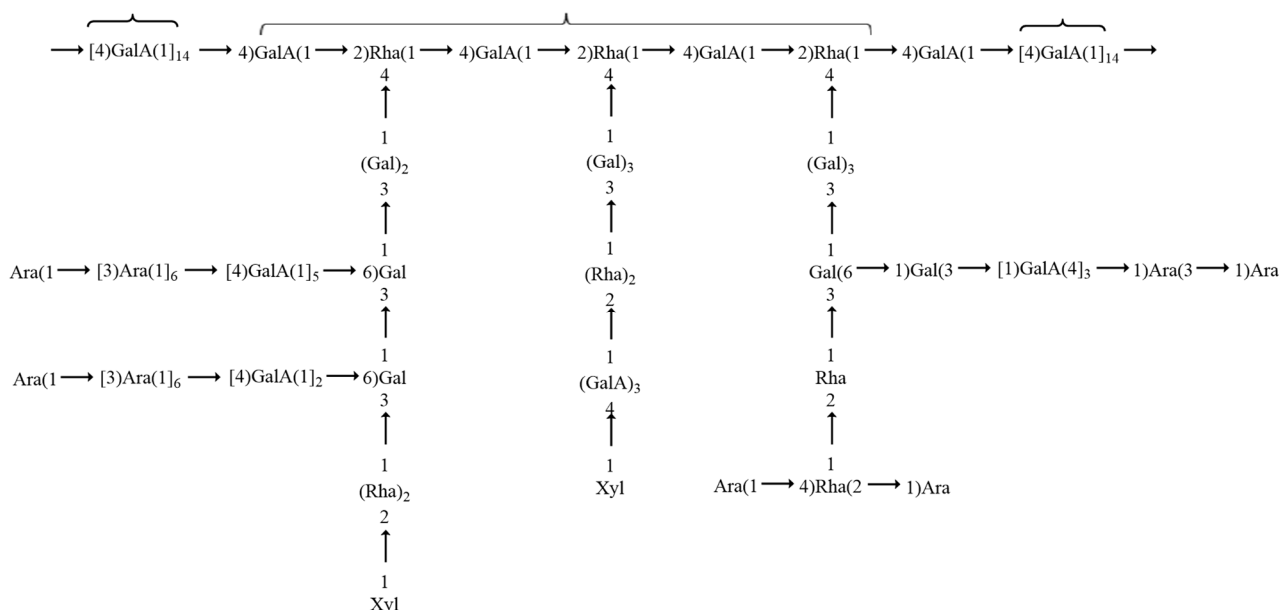 [4)GalA(1]14 4)GalA(1 2)Rha(1 4)GalA(1 2)Rha(1 4)GalA(1 2)Rha(1 4)GalA(1 [4)GalA(1]14
4 4 4
1 1 1
(Gal)2 (Gal)3 (Gal)3
3 3 3
1 1 1
Ara(1 [3)Ara(1]6 [4)GalA(1]5 6)Gal (Rha)2 Gal(6 1)Gal(3 [1)GalA(4]3 1)Ara(3 1)Ara
3 2 3
1 1 1
Ara(1 [3)Ara(1]6 [4)GalA(1]2 6)Gal (GalA)3 Rha
3 4 2
1 1 1
(Rha)2 Xyl Ara(1 4)Rha(2 1)Ara
2
1
Xyl